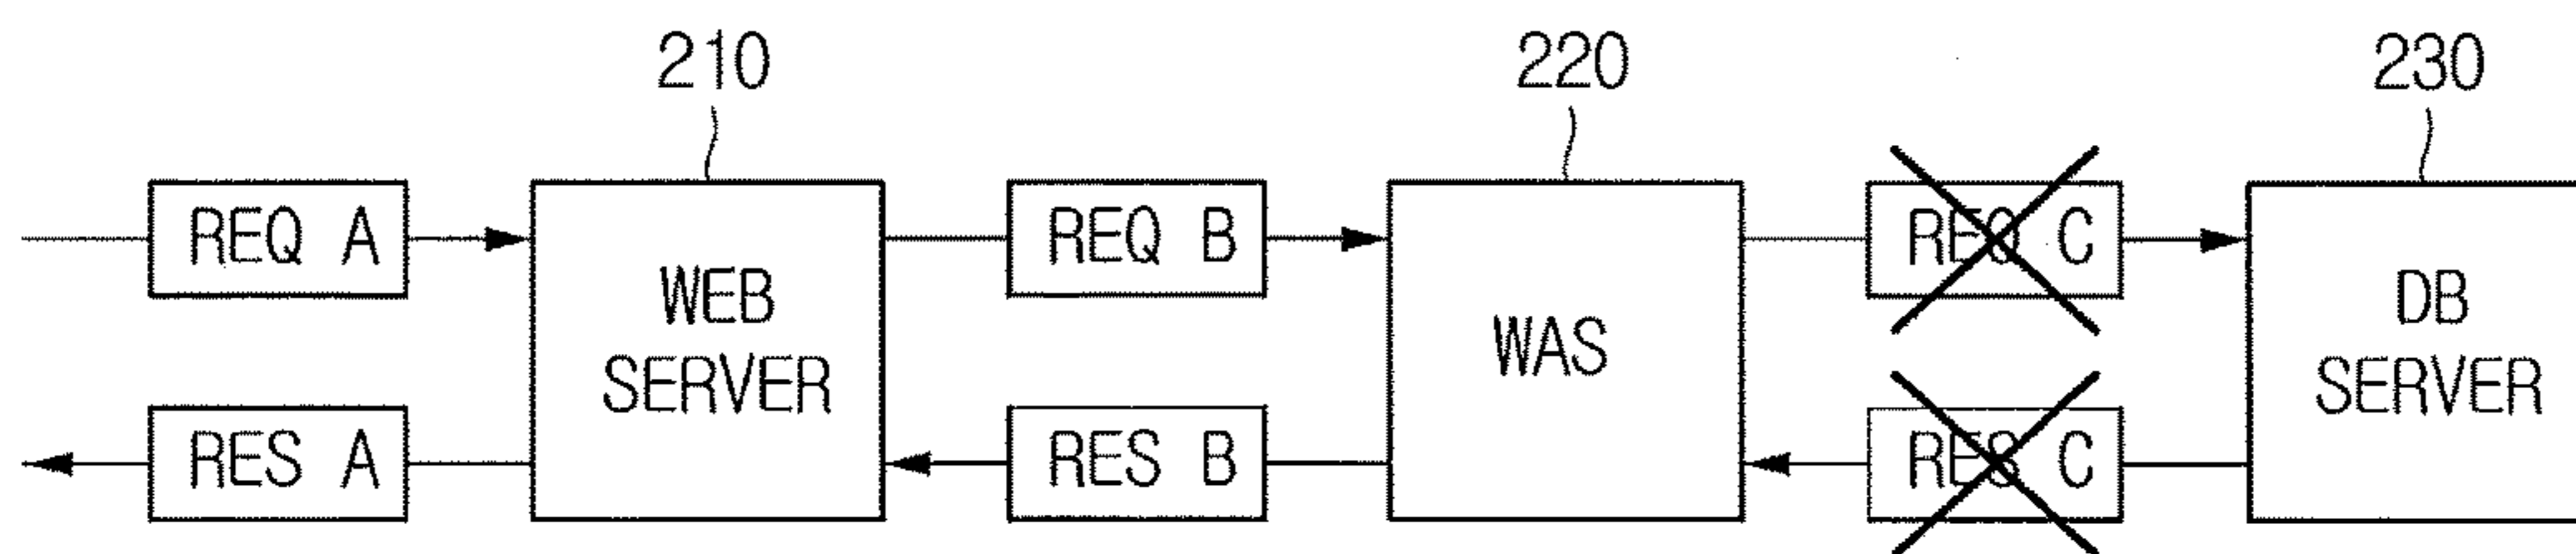 210
220
230
REQ A
REQ B
REQ C
WEB
SERVER
WAS
DB
SERVER
RES A
RES B
RES C